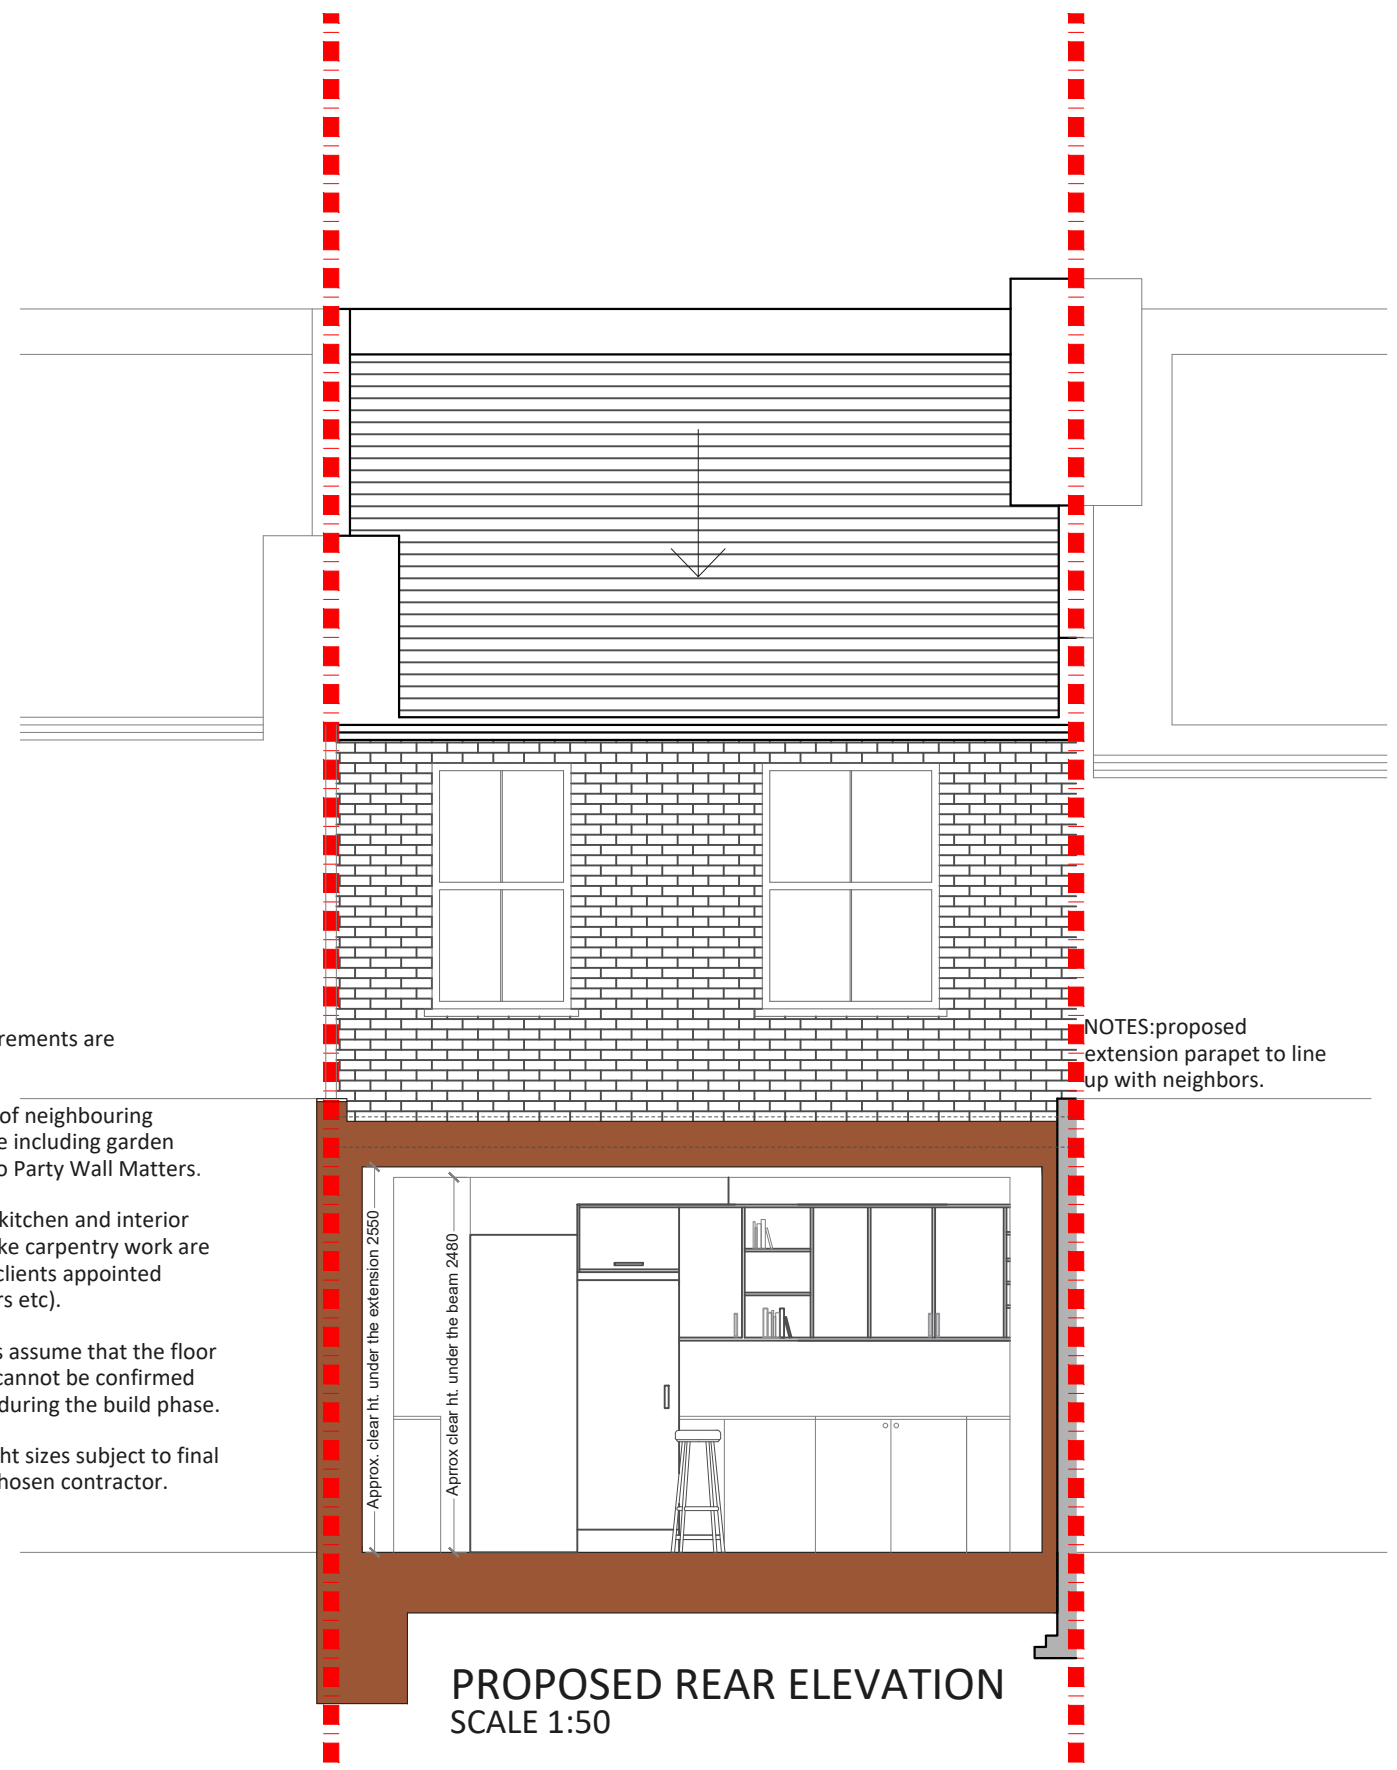 rements are
of neighbouring
e including garden
o Party Wall Matters.
kitchen and interior
ke carpentry work are
clients appointed
rs etc).
s assume that the floor
cannot be confirmed
during the build phase.
ht sizes subject to final
hosen contractor.
NOTES:proposed
extension parapet to line
up with neighbors.
Approx. clear ht. under the extension 2550
Aprrox clear ht. under the beam 2480
PROPOSED REAR ELEVATION
SCALE 1:50